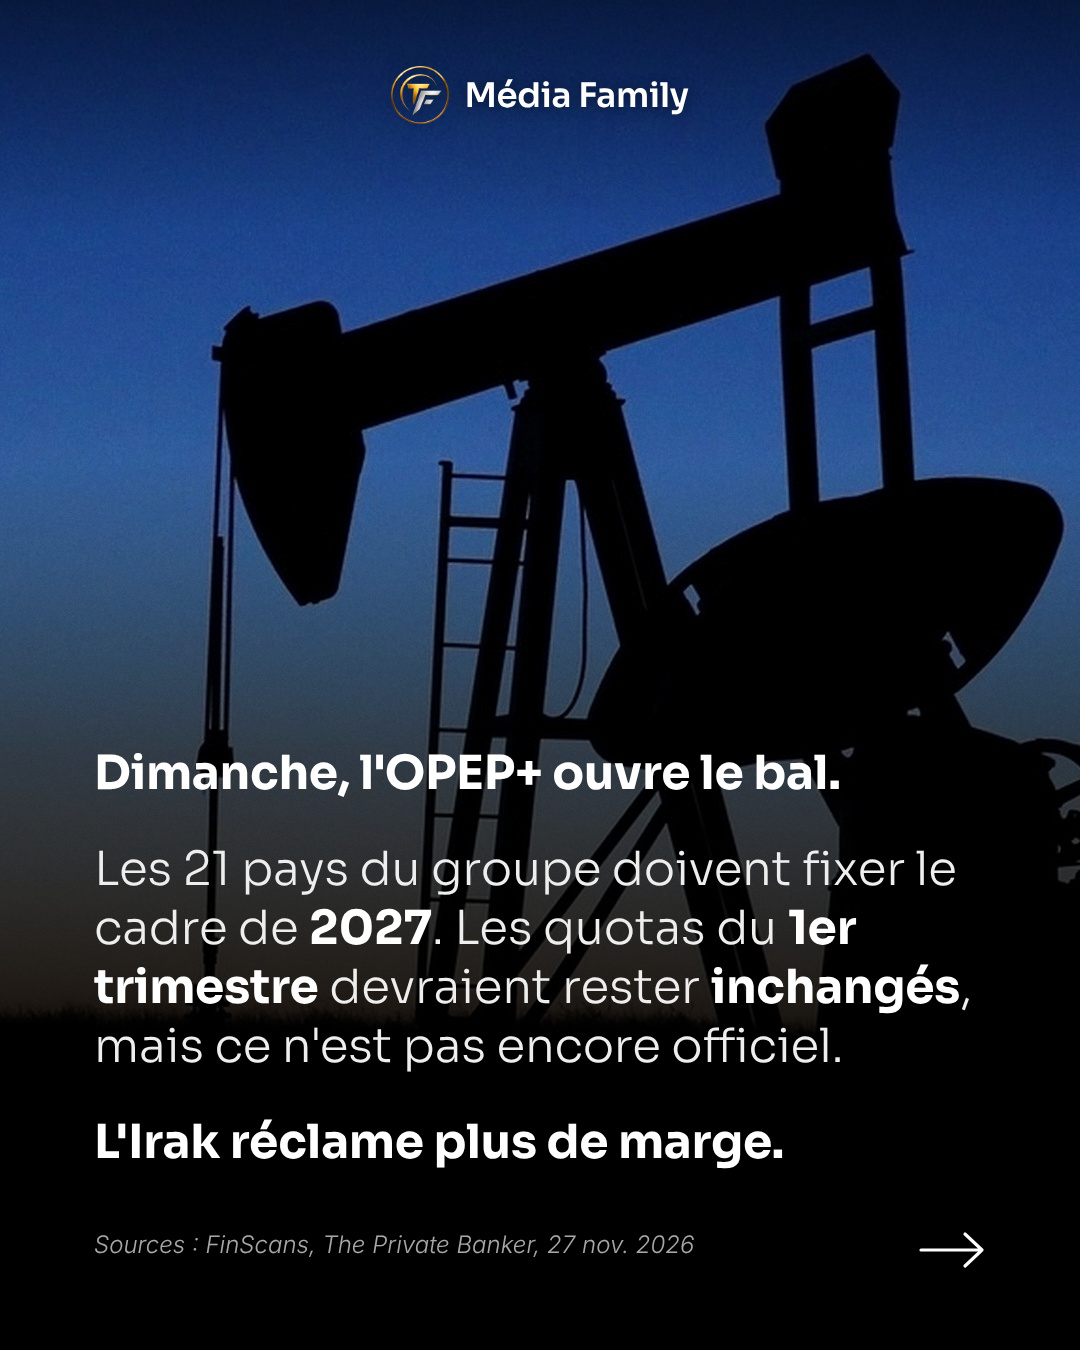 Média Family
Dimanche, l'OPEP+ ouvre le bal.
Les 21 pays du groupe doivent fixer le
cadre de 2027. Les quotas du 1er
trimestre devraient rester inchangés,
mais ce n'est pas encore officiel.
L'Irak réclame plus de marge.
Sources : FinScans, The Private Banker, 27 nov. 2026